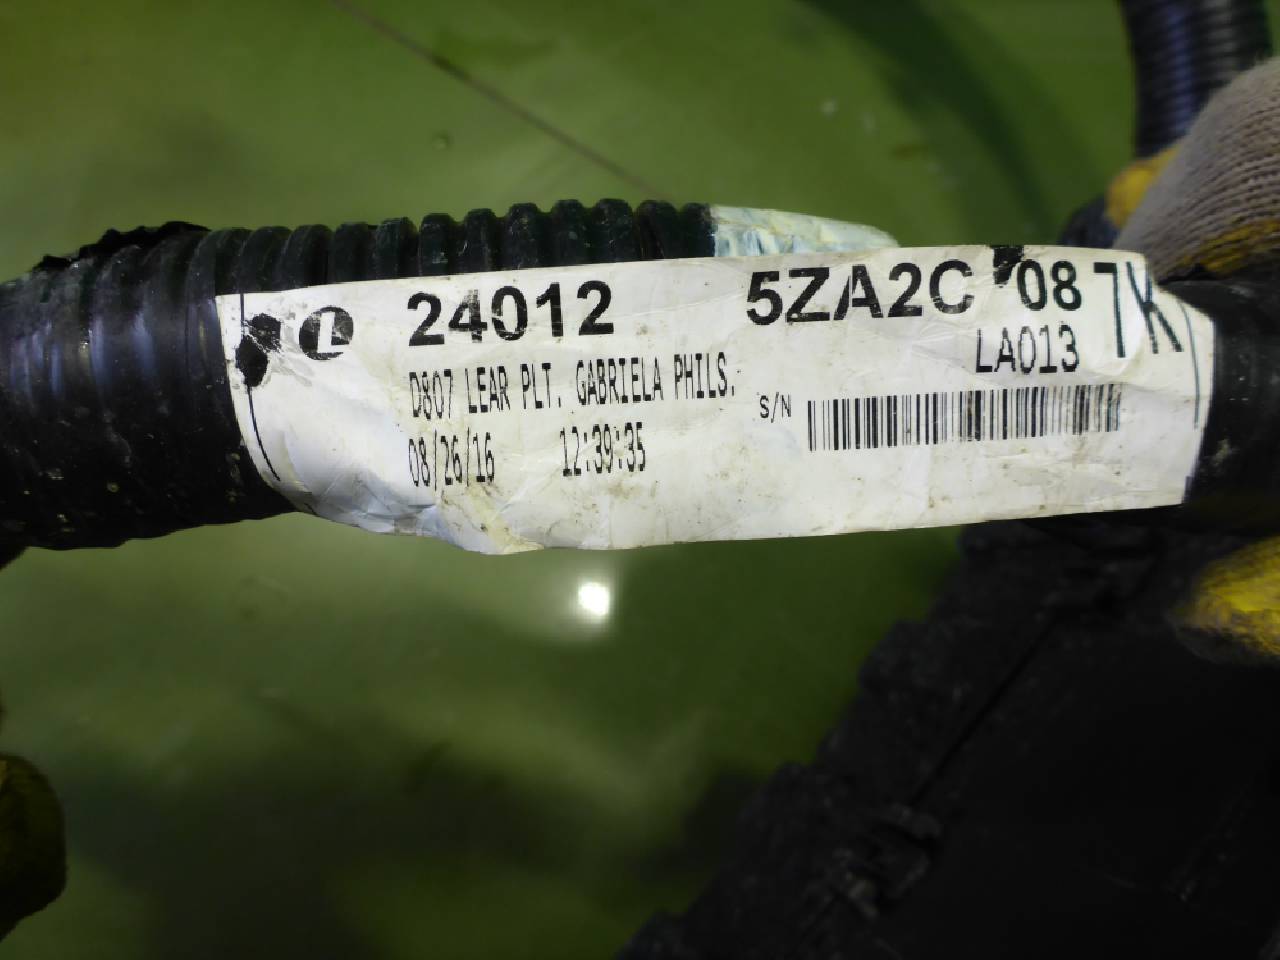 L 24012 5ZA2C 08 7K
LA013
D807 LEAR PLT. GABRIELA PHILS.
S/N
08/26/16 12:39:35